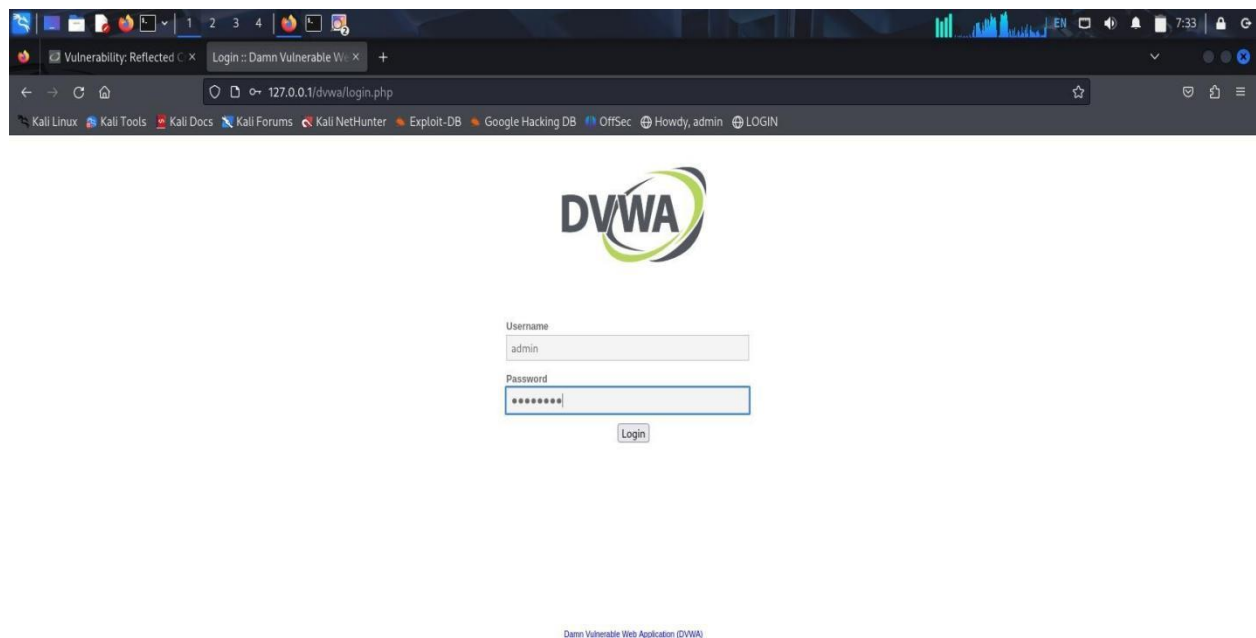 1 2 3 4 EN 7:33
Vulnerability: Reflected C Login :: Damn Vulnerable We
127.0.0.1/dvwa/login.php
Kali Linux Kali Tools Kali Docs Kali Forums Kali NetHunter Exploit-DB Google Hacking DB OffSec Howdy, admin LOGIN
DVWA
Username
admin
Password
••••••••
Login
Damn Vulnerable Web Application (DVWA)